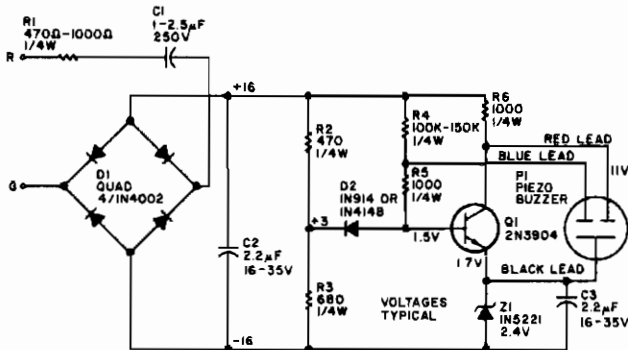 R1
470Ω-1000Ω
1/4W
R
C1
1-2.5µF
250V
+16
R2
470
1/4W
R4
100K-150K
1/4W
R6
1000
1/4W
RED LEAD
BLUE LEAD
11V
P1
PIEZO
BUZZER
G
D1
QUAD
4/1N4002
D2
1N914 OR
1N4148
R5
1000
1/4W
+3
1.5V
Q1
2N3904
C2
2.2µF
16-35V
1.7V
BLACK LEAD
R3
680
1/4W
VOLTAGES
TYPICAL
Z1
1N5221
2.4V
C3
2.2µF
16-35V
-16